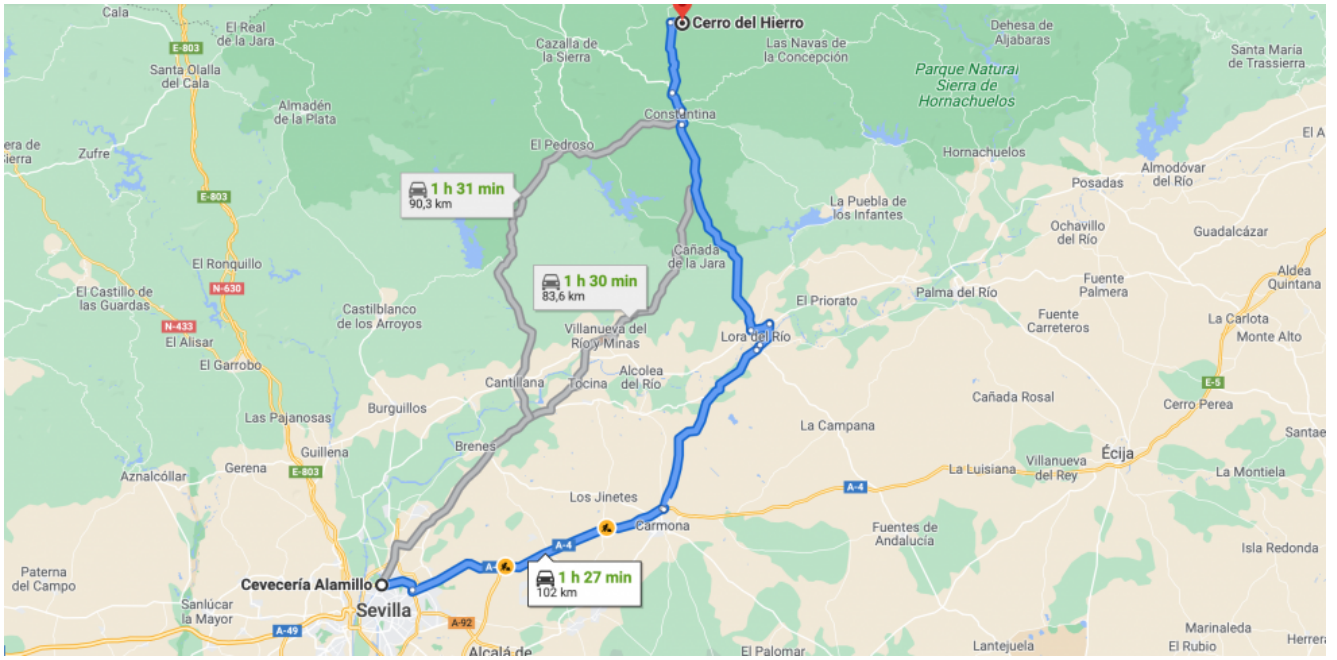 Cala
El Real
de la Jara
E-803
Cazalla de
la Sierra
Cerro del Hierro
Las Navas de
la Concepción
Dehesa de
Aljabaras
Santa María
de Trassierra
Santa Olalla
del Cala
Parque Natural
Sierra de
Hornachuelos
Almadén
de la Plata
Constantina
era de
Sierra
Zufre
El Pedroso
Hornachuelos
El A
Almodóvar
del Río
Posadas
E-803
1 h 31 min
90,3 km
La Puebla de
los Infantes
Ochavillo
del Río
Guadalcázar
Cañada
de la Jara
El Ronquillo
N-630
1 h 30 min
83,6 km
Aldea
Quintana
Fuente
Palmera
El Castillo de
las Guardas
Castilblanco
de los Arroyos
El Priorato
Palma del Río
N-433
El Alisar
Villanueva del
Río y Minas
Lora del Río
Fuente
Carreteros
La Carlota
Monte Alto
El Garrobo
Cantillana
Tocina
Alcolea
del Río
E-5
Cañada Rosal
Cerro Perea
Las Pajanosas
Burguillos
La Campana
Guillena
Brenes
Écija
Santae
Aznalcóllar
Gerena
E-803
La Luisiana
Villanueva
del Rey
La Montiela
A-4
Los Jinetes
Carmona
Fuentes de
Andalucía
A-4
Isla Redonda
A-
Paterna
del Campo
Cevecería Alamillo
1 h 27 min
102 km
Sanlúcar
la Mayor
Sevilla
A-49
A-92
Marinaleda
Herrera
El Rubio
Alcalá de
El Palomar
Lantejuela